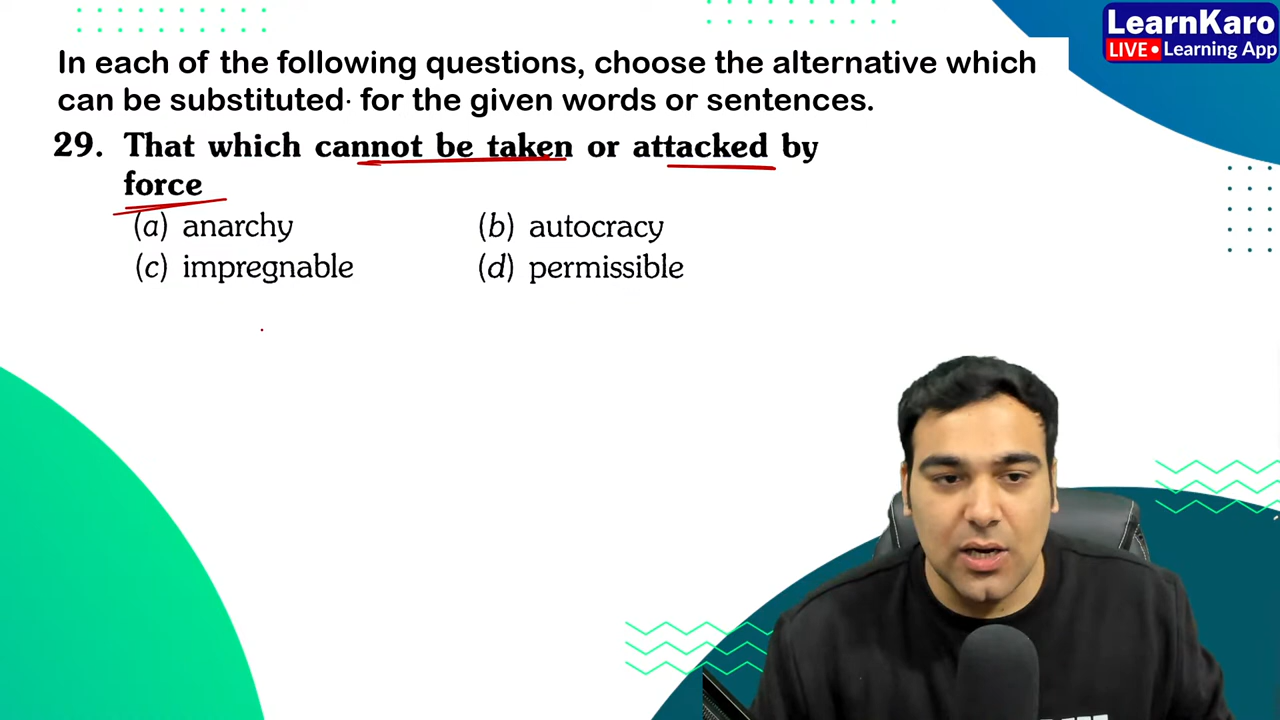 LearnKaro
LIVE • Learning App
In each of the following questions, choose the alternative which
can be substituted· for the given words or sentences.
29. That which cannot be taken or attacked by
force
(a) anarchy (b) autocracy
(c) impregnable (d) permissible